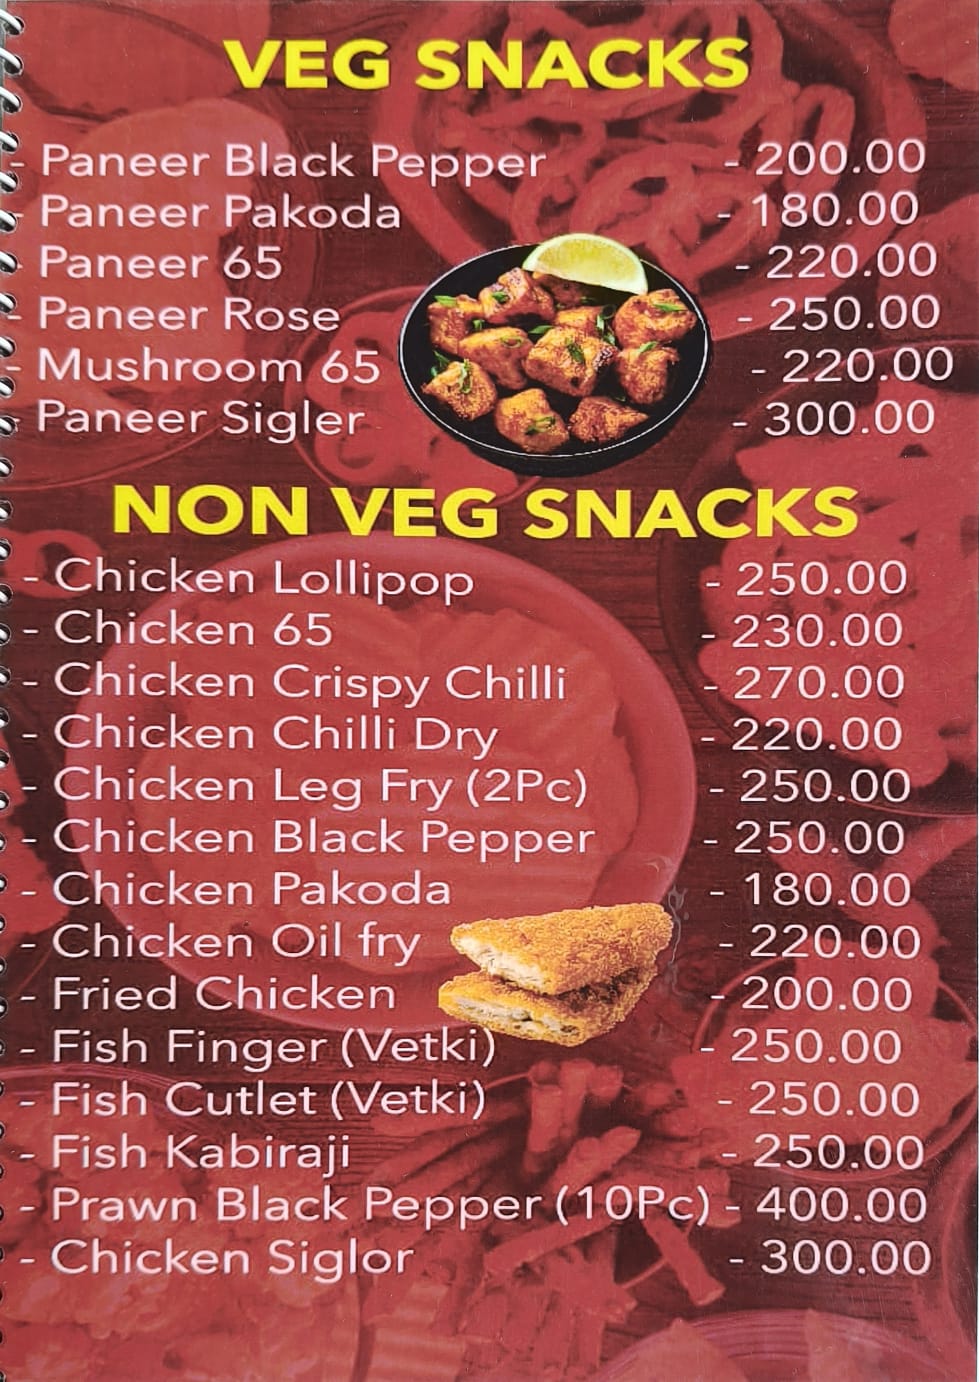 VEG SNACKS
- Paneer Black Pepper - 200.00
- Paneer Pakoda - 180.00
- Paneer 65 - 220.00
- Paneer Rose - 250.00
- Mushroom 65 - 220.00
- Paneer Sigler - 300.00
NON VEG SNACKS
- Chicken Lollipop - 250.00
- Chicken 65 - 230.00
- Chicken Crispy Chilli - 270.00
- Chicken Chilli Dry - 220.00
- Chicken Leg Fry (2Pc) - 250.00
- Chicken Black Pepper - 250.00
- Chicken Pakoda - 180.00
- Chicken Oil fry - 220.00
- Fried Chicken - 200.00
- Fish Finger (Vetki) - 250.00
- Fish Cutlet (Vetki) - 250.00
- Fish Kabiraji - 250.00
- Prawn Black Pepper (10Pc) - 400.00
- Chicken Siglor - 300.00